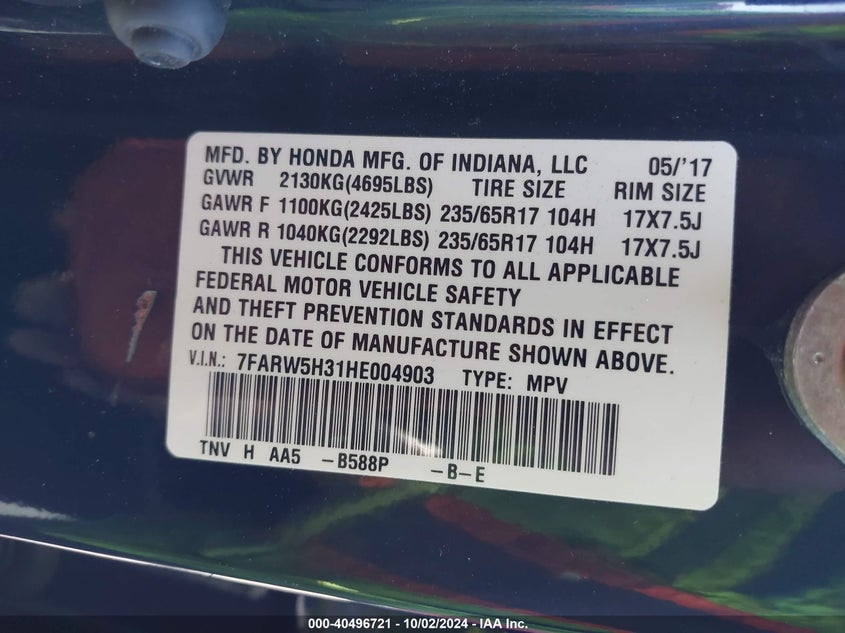 MFD. BY HONDA MFG. OF INDIANA, LLC 05/'17
GVWR 2130KG(4695LBS) TIRE SIZE RIM SIZE
GAWR F 1100KG(2425LBS) 235/65R17 104H 17X7.5J
GAWR R 1040KG(2292LBS) 235/65R17 104H 17X7.5J
THIS VEHICLE CONFORMS TO ALL APPLICABLE
FEDERAL MOTOR VEHICLE SAFETY
AND THEFT PREVENTION STANDARDS IN EFFECT
ON THE DATE OF MANUFACTURE SHOWN ABOVE.
V.I.N.: 7FARW5H31HE004903 TYPE: MPV
TNV H AA5 -B588P -B-E
000-40496721 - 10/02/2024 - IAA Inc.